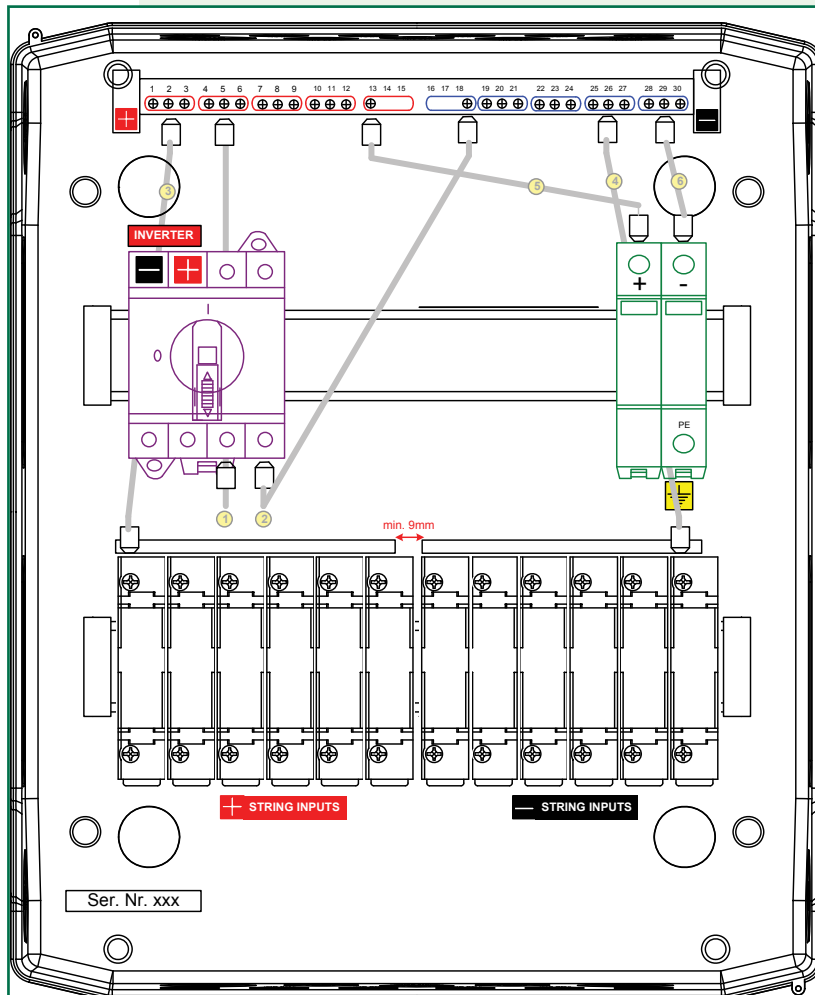 1 2 3 4 5 6 7 8 9 10 11 12 13 14 15 16 17 18 19 20 21 22 23 24 25 26 27 28 29 30
+ −
3 5 4 6
INVERTER
− +
+ -
I
O
PE
1 2
min. 9mm
+ STRING INPUTS — STRING INPUTS
Ser. Nr. xxx